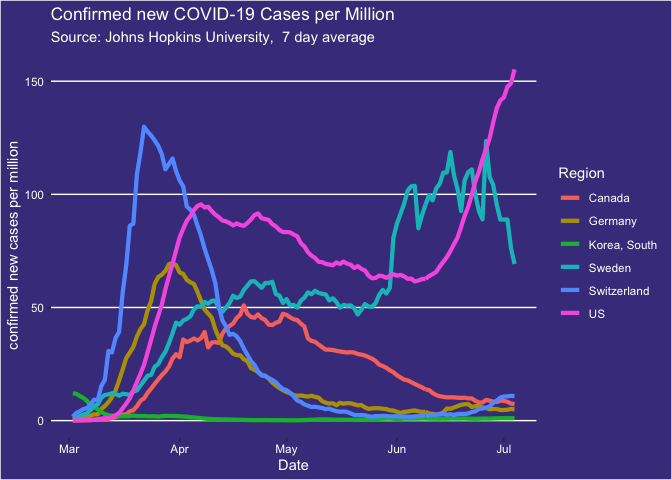 Confirmed new COVID-19 Cases per Million
Source: Johns Hopkins University,  7 day average
confirmed new cases per million
150
100
50
0
Mar
Apr
May
Jun
Jul
Date
Region
Canada
Germany
Korea, South
Sweden
Switzerland
US